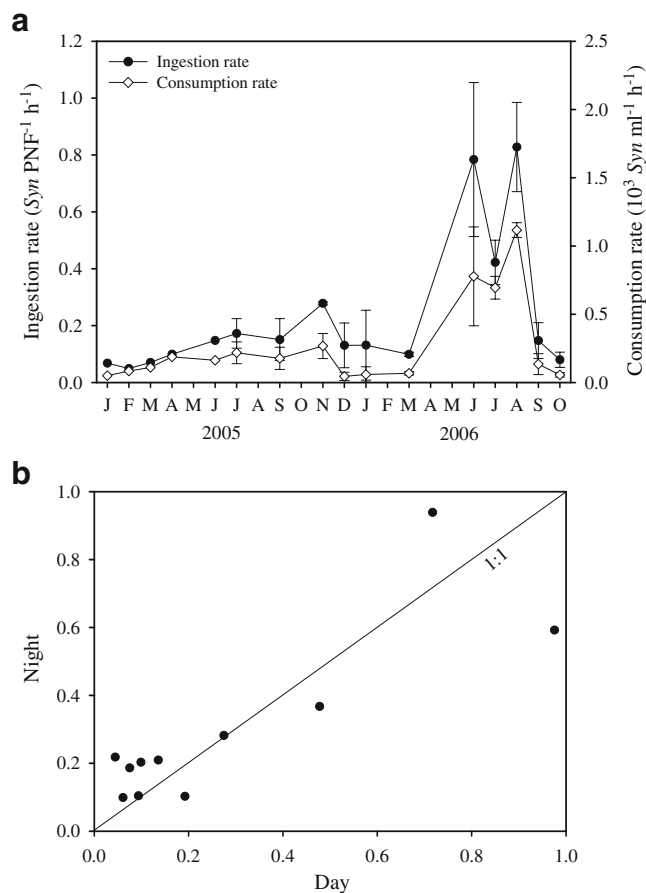 a
Ingestion rate (Syn PNF⁻¹ h⁻¹)
1.2
1.0
0.8
0.6
0.4
0.2
0.0
Ingestion rate
Consumption rate
2.5
2.0
1.5
1.0
0.5
0.0
Consumption rate (10³ Syn ml⁻¹ h⁻¹)
J F M A M J J A S O N D J F M A M J J A S O
2005 2006
b
Night
1.0
0.8
0.6
0.4
0.2
0.0
1:1
0.0 0.2 0.4 0.6 0.8 1.0
Day